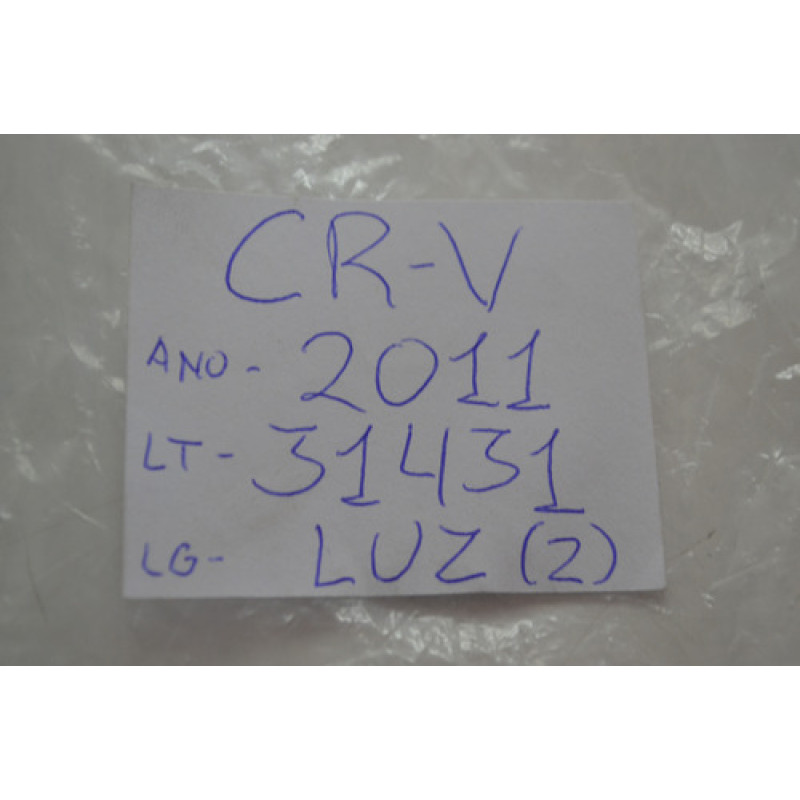 CR-V
ANO- 2011
LT- 31431
LG- LUZ (2)